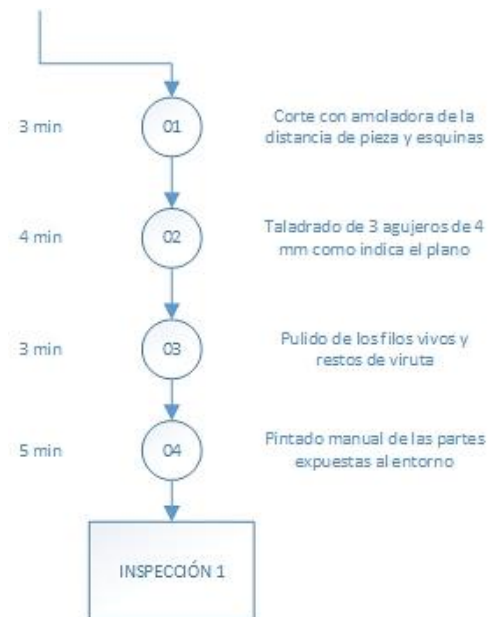 3 min
01
Corte con amoladora de la
distancia de pieza y esquinas
4 min
02
Taladrado de 3 agujeros de 4
mm como indica el plano
3 min
03
Pulido de los filos vivos y
restos de viruta
5 min
04
Pintado manual de las partes
expuestas al entorno
INSPECCIÓN 1